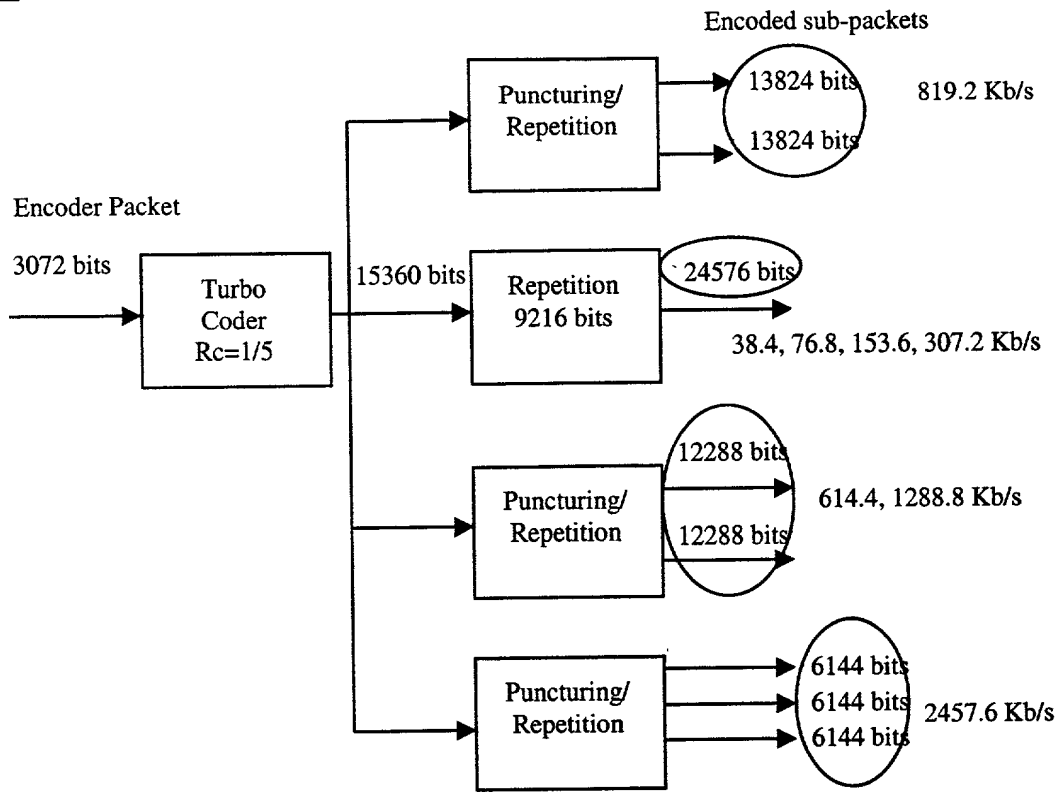 Encoded sub-packets
Puncturing/
Repetition
13824 bits
13824 bits
819.2 Kb/s
Encoder Packet
3072 bits
Turbo
Coder
Rc=1/5
15360 bits
Repetition
9216 bits
24576 bits
38.4, 76.8, 153.6, 307.2 Kb/s
Puncturing/
Repetition
12288 bits
12288 bits
614.4, 1288.8 Kb/s
Puncturing/
Repetition
6144 bits
6144 bits
6144 bits
2457.6 Kb/s